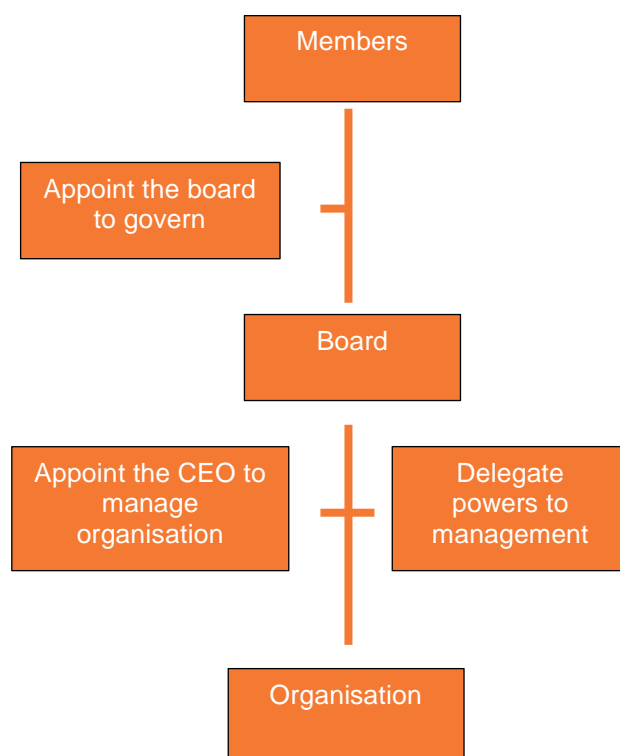 Members
Appoint the board
to govern
Board
Appoint the CEO to
manage
organisation
Delegate
powers to
management
Organisation